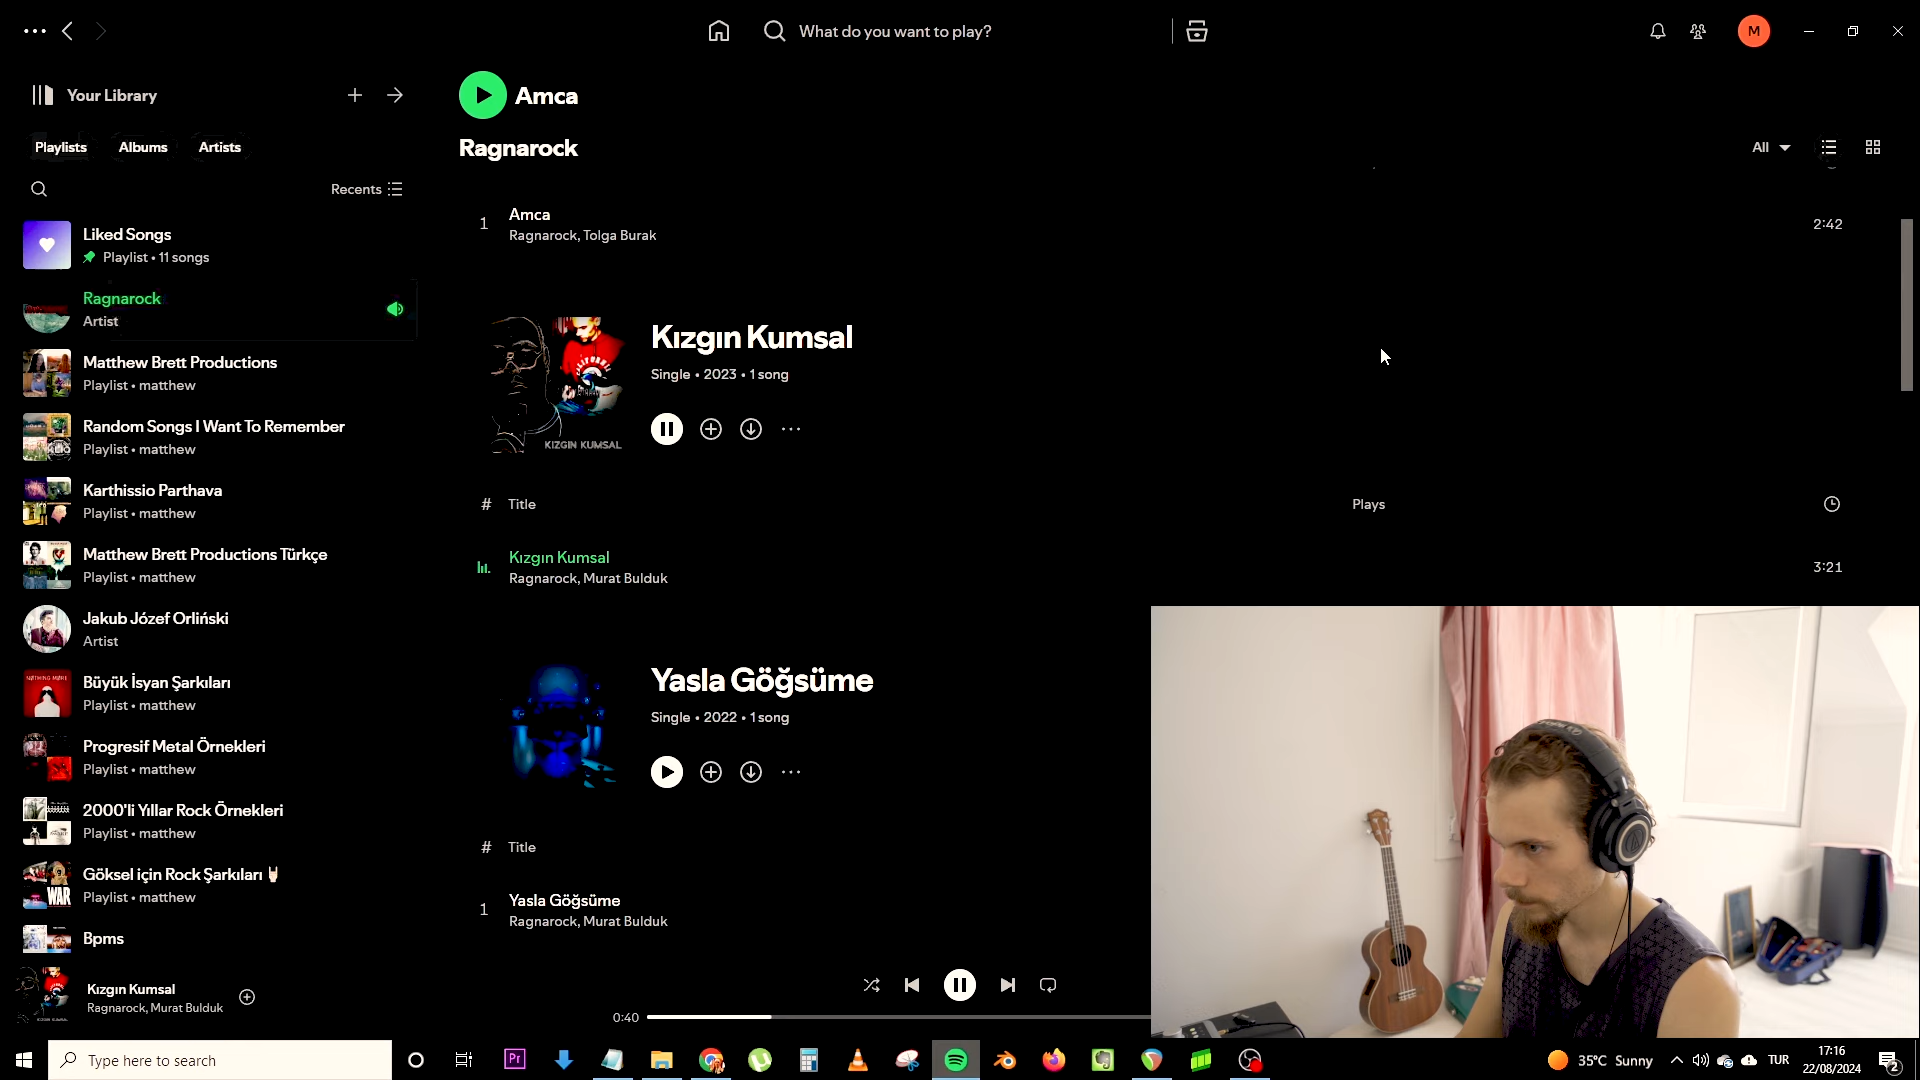 What do you want to play?
M
Your Library
Playlists
Albums
Artists
Recents
Liked Songs
Playlist • 11 songs
Ragnarock
Artist
Matthew Brett Productions
Playlist • matthew
Random Songs I Want To Remember
Playlist • matthew
Karthissio Parthava
Playlist • matthew
Matthew Brett Productions Türkçe
Playlist • matthew
Jakub Józef Orliński
Artist
Büyük İsyan Şarkıları
Playlist • matthew
Progresif Metal Örnekleri
Playlist • matthew
2000'li Yıllar Rock Örnekleri
Playlist • matthew
WAR
Göksel için Rock Şarkıları 🤘🏻
Playlist • matthew
Bpms
Kızgın Kumsal
Ragnarock, Murat Bulduk
Amca
Ragnarock
All
1 Amca 2:42
Ragnarock, Tolga Burak
KIZGIN KUMSAL
Kızgın Kumsal
Single • 2023 • 1 song
# Title Plays
Kızgın Kumsal 3:21
Ragnarock, Murat Bulduk
Yasla Göğsüme
Single • 2022 • 1 song
# Title
1 Yasla Göğsüme
Ragnarock, Murat Bulduk
0:40
Type here to search
Pr
35°C Sunny
TUR
17:16
22/08/2024
2